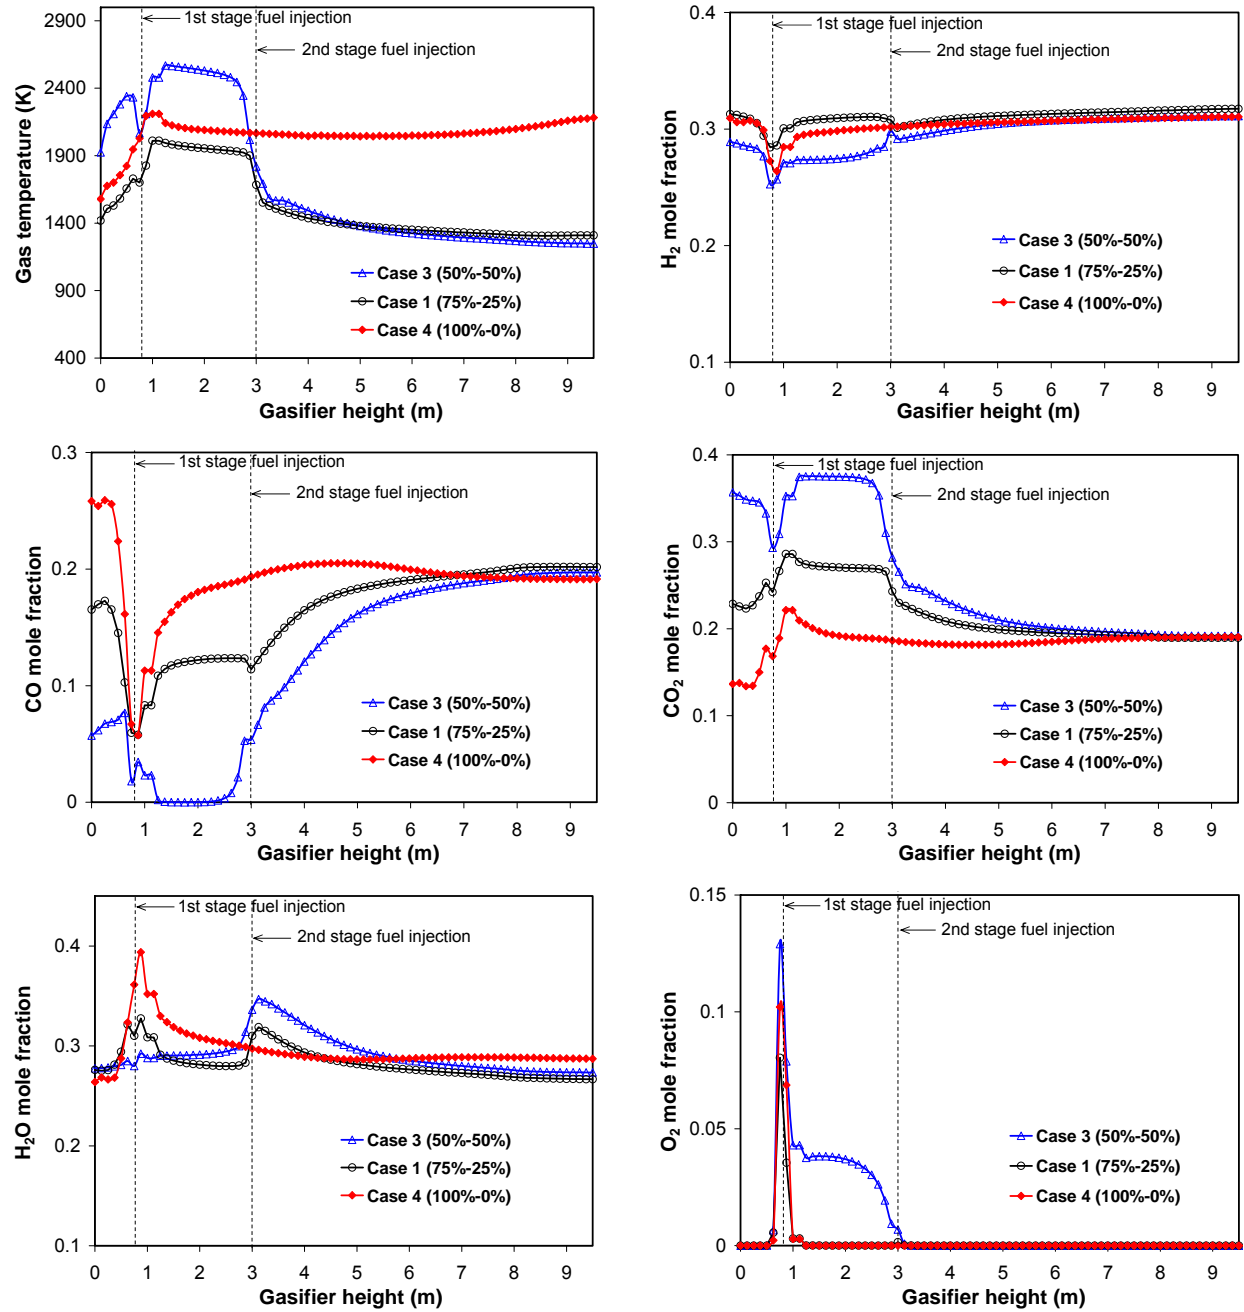 2900
2400
1900
1400
900
400
Gas temperature (K)
1st stage fuel injection
2nd stage fuel injection
Case 3 (50%-50%)
Case 1 (75%-25%)
Case 4 (100%-0%)
0 1 2 3 4 5 6 7 8 9
Gasifier height (m)
0.4
0.3
0.2
0.1
H2 mole fraction
1st stage fuel injection
2nd stage fuel injection
Case 3 (50%-50%)
Case 1 (75%-25%)
Case 4 (100%-0%)
0 1 2 3 4 5 6 7 8 9
Gasifier height (m)
0.3
0.2
0.1
0
CO mole fraction
1st stage fuel injection
2nd stage fuel injection
Case 3 (50%-50%)
Case 1 (75%-25%)
Case 4 (100%-0%)
0 1 2 3 4 5 6 7 8 9
Gasifier height (m)
0.4
0.3
0.2
0.1
0
CO2 mole fraction
1st stage fuel injection
2nd stage fuel injection
Case 3 (50%-50%)
Case 1 (75%-25%)
Case 4 (100%-0%)
0 1 2 3 4 5 6 7 8 9
Gasifier height (m)
0.4
0.3
0.2
0.1
H2O mole fraction
1st stage fuel injection
2nd stage fuel injection
Case 3 (50%-50%)
Case 1 (75%-25%)
Case 4 (100%-0%)
0 1 2 3 4 5 6 7 8 9
Gasifier height (m)
0.15
0.1
0.05
0
O2 mole fraction
1st stage fuel injection
2nd stage fuel injection
Case 3 (50%-50%)
Case 1 (75%-25%)
Case 4 (100%-0%)
0 1 2 3 4 5 6 7 8 9
Gasifier height (m)